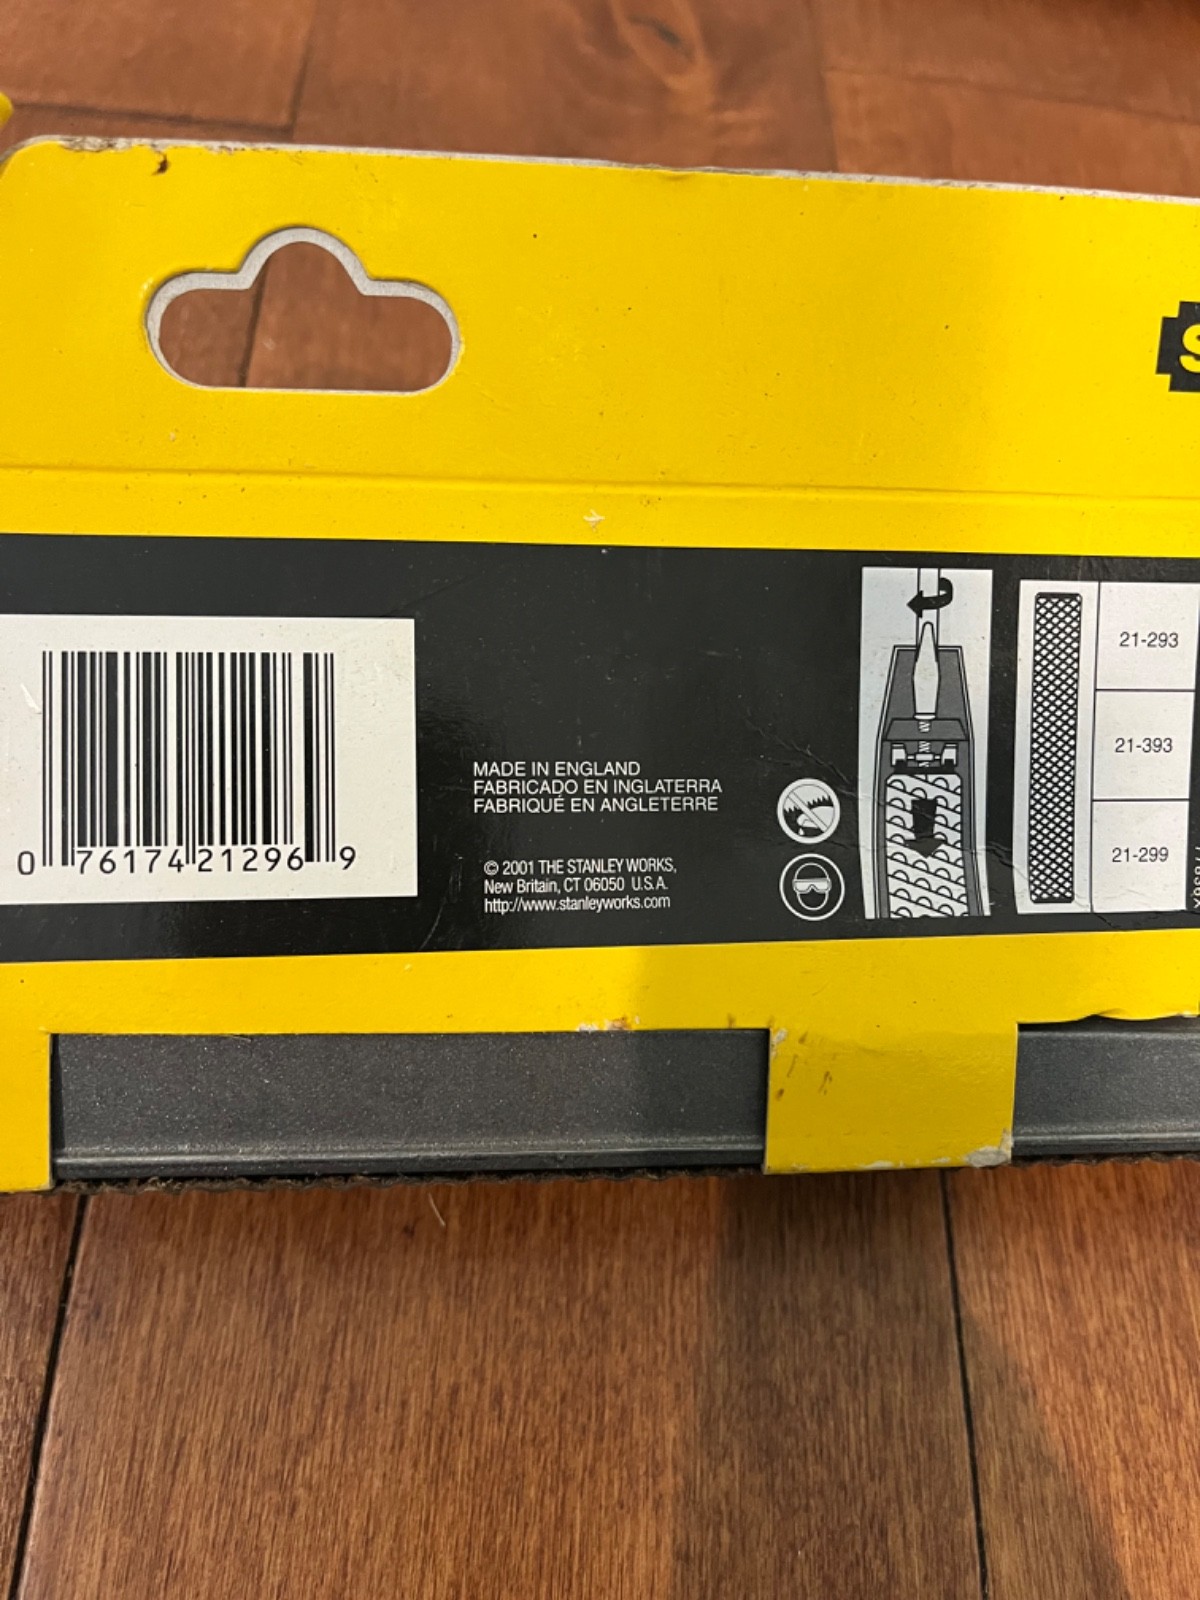 S
21-293
21-393
21-299
MADE IN ENGLAND
FABRICADO EN INGLATERRA
FABRIQUÉ EN ANGLETERRE
© 2001 THE STANLEY WORKS,
New Britain, CT 06050 U.S.A.
http://www.stanleyworks.com
0 76174 21296 9